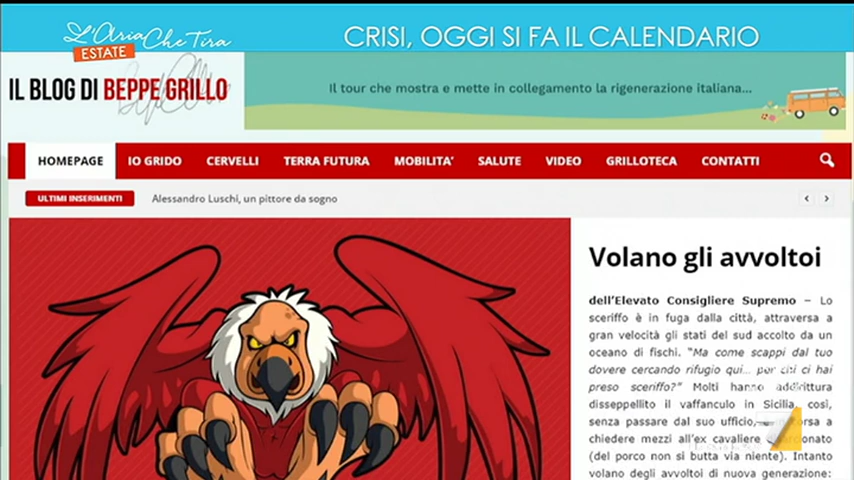 L'Aria Che Tira
ESTATE
CRISI, OGGI SI FA IL CALENDARIO
IL BLOG DI BEPPE GRILLO
Il tour che mostra e mette in collegamento la rigenerazione italiana...
HOMEPAGE IO GRIDO CERVELLI TERRA FUTURA MOBILITA' SALUTE VIDEO GRILLOTECA CONTATTI
ULTIMI INSERIMENTI Alessandro Luschi, un pittore da sogno
Volano gli avvoltoi
dell'Elevato Consigliere Supremo – Lo
sceriffo è in fuga dalla città, attraversa a
gran velocità gli stati del sud accolto da un
oceano di fischi. "Ma come scappi dal tuo
dovere cercando rifugio qui... per chi ci hai
preso sceriffo?" Molti hanno addirittura
disseppellito il vaffanculo in Sicilia, così,
senza passare dal suo ufficio, corsa a
chiedere mezzi all'ex cavaliere
(del porco non si butta via niente). Intanto
volano degli avvoltoi di nuova generazione: